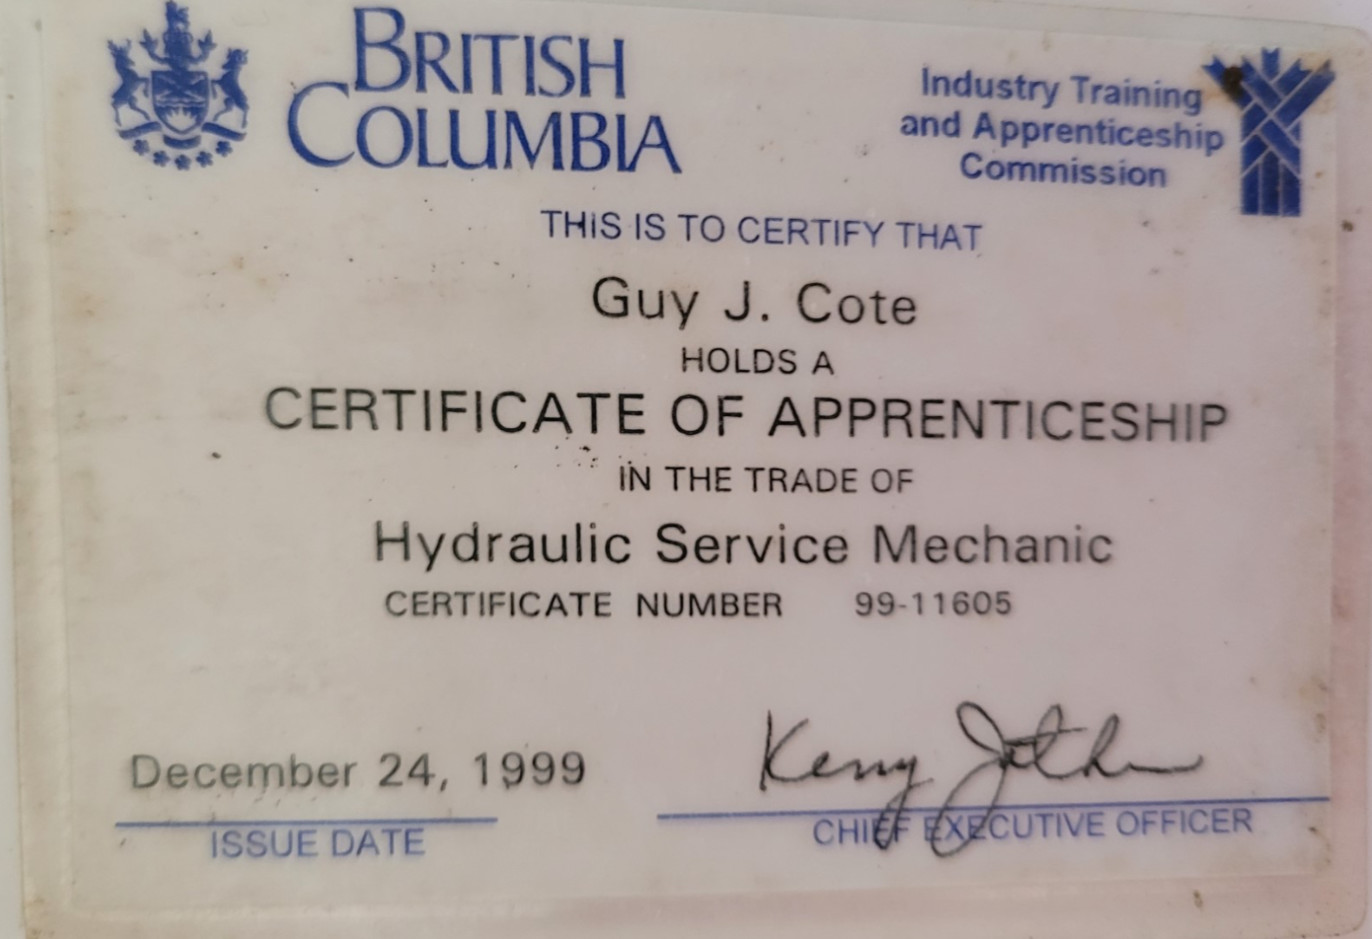 BRITISH
COLUMBIA
Industry Training
and Apprenticeship
Commission
THIS IS TO CERTIFY THAT
Guy J. Cote
HOLDS A
CERTIFICATE OF APPRENTICESHIP
IN THE TRADE OF
Hydraulic Service Mechanic
CERTIFICATE NUMBER 99-11605
December 24, 1999
Kerry
ISSUE DATE
CHIEF EXECUTIVE OFFICER